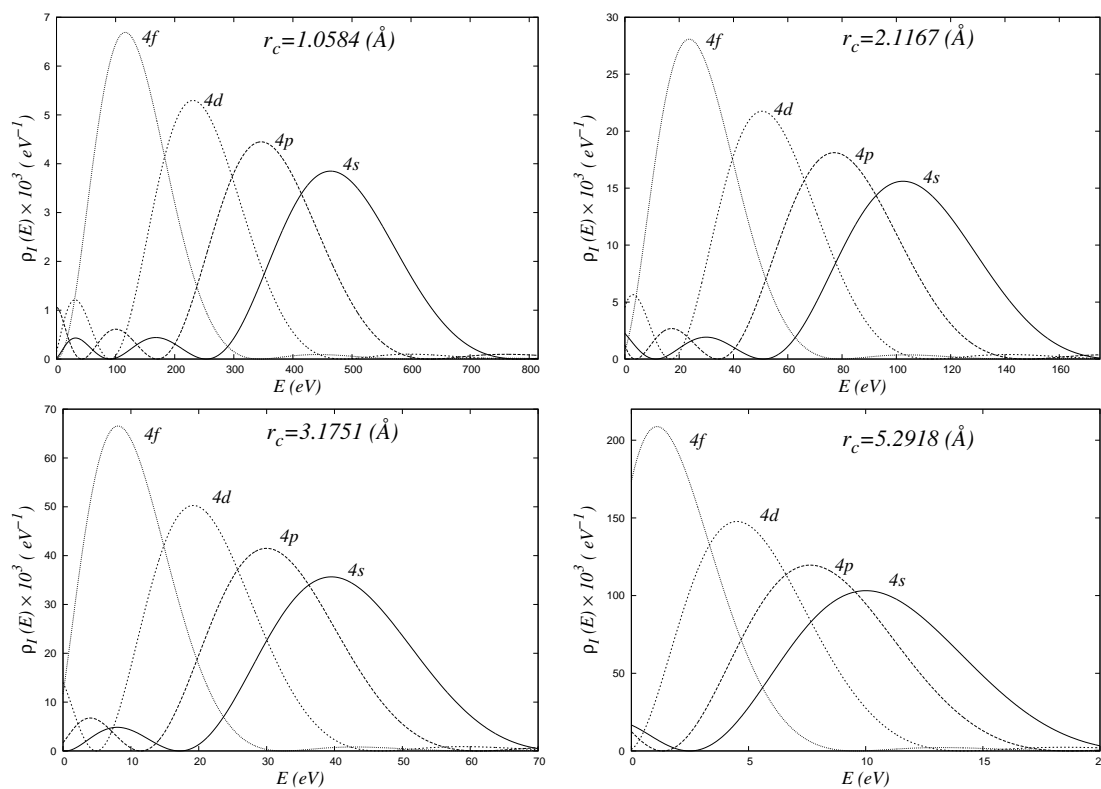 r_c=1.0584 (Å)
4f
4d
4p
4s
ρ_I (E) × 10^3 ( eV^−1 )
7
6
5
4
3
2
1
0
0 100 200 300 400 500 600 700 800
E (eV)
r_c=2.1167 (Å)
4f
4d
4p
4s
ρ_I (E) × 10^3 ( eV^−1 )
30
25
20
15
10
5
0
0 20 40 60 80 100 120 140 160
E (eV)
r_c=3.1751 (Å)
4f
4d
4p
4s
ρ_I (E) × 10^3 ( eV^−1 )
70
60
50
40
30
20
10
0
0 10 20 30 40 50 60 70
E (eV)
r_c=5.2918 (Å)
4f
4d
4p
4s
ρ_I (E) × 10^3 ( eV^−1 )
200
150
100
50
0
0 5 10 15 2
E (eV)